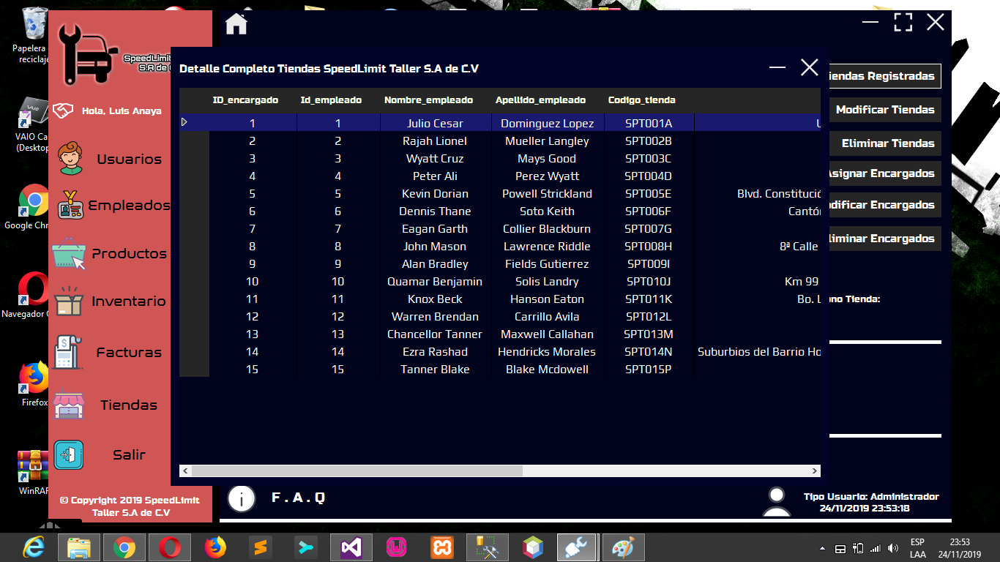 Papelera
reciclaje
VAIO Ca
(Desktop
Google Chr
Navegador
Firefox
WinRAR
SpeedLimit
S.A de C
Hola, Luis Anaya
Usuarios
Empleados
Productos
Inventario
Facturas
Tiendas
Salir
© Copyright 2019 SpeedLimit
Taller S.A de C.V
Detalle Completo Tiendas SpeedLimit Taller S.A de C.V
ID_encargado Id_empleado Nombre_empleado Apellido_empleado Codigo_tienda
1 1 Julio Cesar Dominguez Lopez SPT001A
2 2 Rajah Lionel Mueller Langley SPT002B
3 3 Wyatt Cruz Mays Good SPT003C
4 4 Peter Ali Perez Wyatt SPT004D
5 5 Kevin Dorian Powell Strickland SPT005E Blvd. Constitució
6 6 Dennis Thane Soto Keith SPT006F Cantón
7 7 Eagan Garth Collier Blackburn SPT007G
8 8 John Mason Lawrence Riddle SPT008H 8ª Calle
9 9 Alan Bradley Fields Gutierrez SPT009I
10 10 Quamar Benjamin Solis Landry SPT010J Km 99
11 11 Knox Beck Hanson Eaton SPT011K Bo. L
12 12 Warren Brendan Carrillo Avila SPT012L
13 13 Chancellor Tanner Maxwell Callahan SPT013M
14 14 Ezra Rashad Hendricks Morales SPT014N Suburbios del Barrio Ho
15 15 Tanner Blake Blake Mcdowell SPT015P
iendas Registradas
Modificar Tiendas
Eliminar Tiendas
Asignar Encargados
dificar Encargados
liminar Encargados
ono Tienda:
F . A . Q
Tipo Usuario: Administrador
24/11/2019 23:53:18
ESP
LAA
23:53
24/11/2019